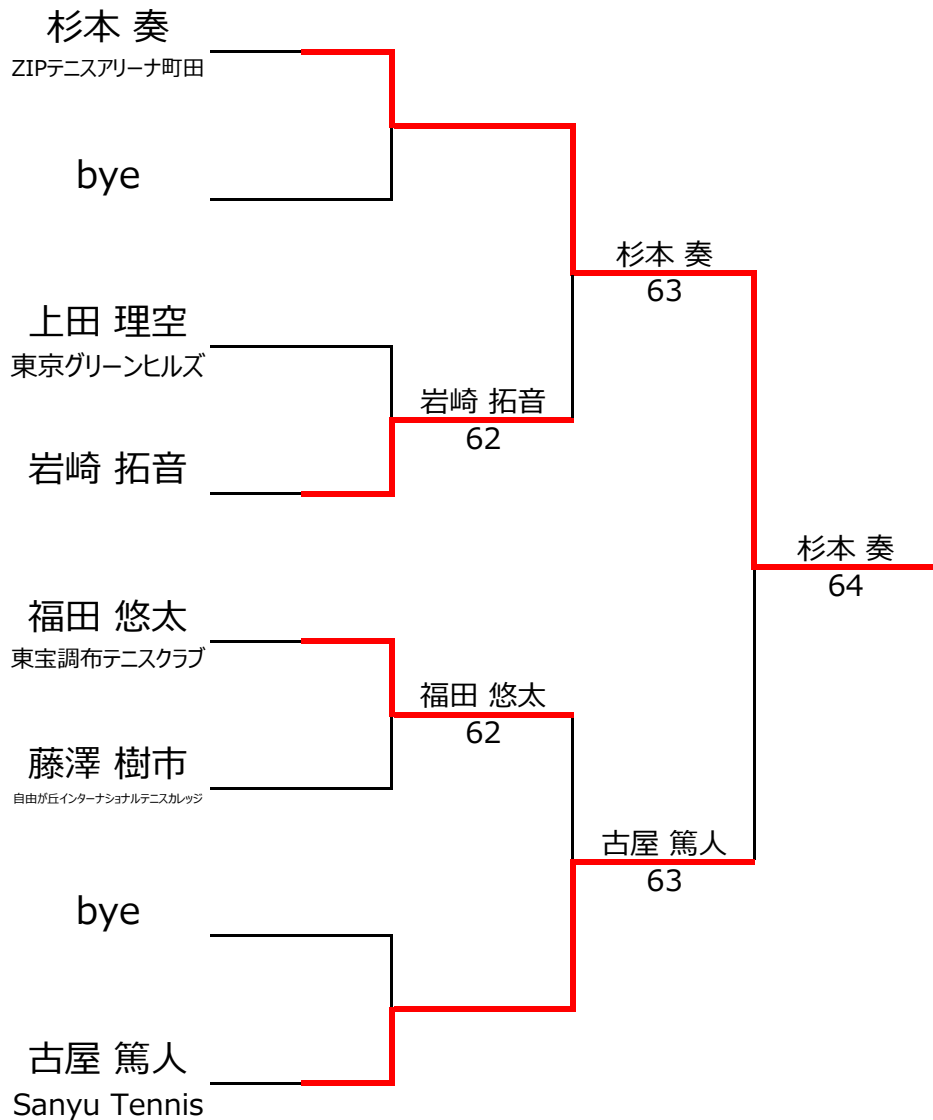 杉本 奏
ZIPテニスアリーナ町田
bye
杉本 奏
63
上田 理空
東京グリーンヒルズ
岩崎 拓音
62
岩崎 拓音
杉本 奏
64
福田 悠太
東宝調布テニスクラブ
福田 悠太
62
藤澤 樹市
自由が丘インターナショナルテニスカレッジ
古屋 篤人
63
bye
古屋 篤人
Sanyu Tennis